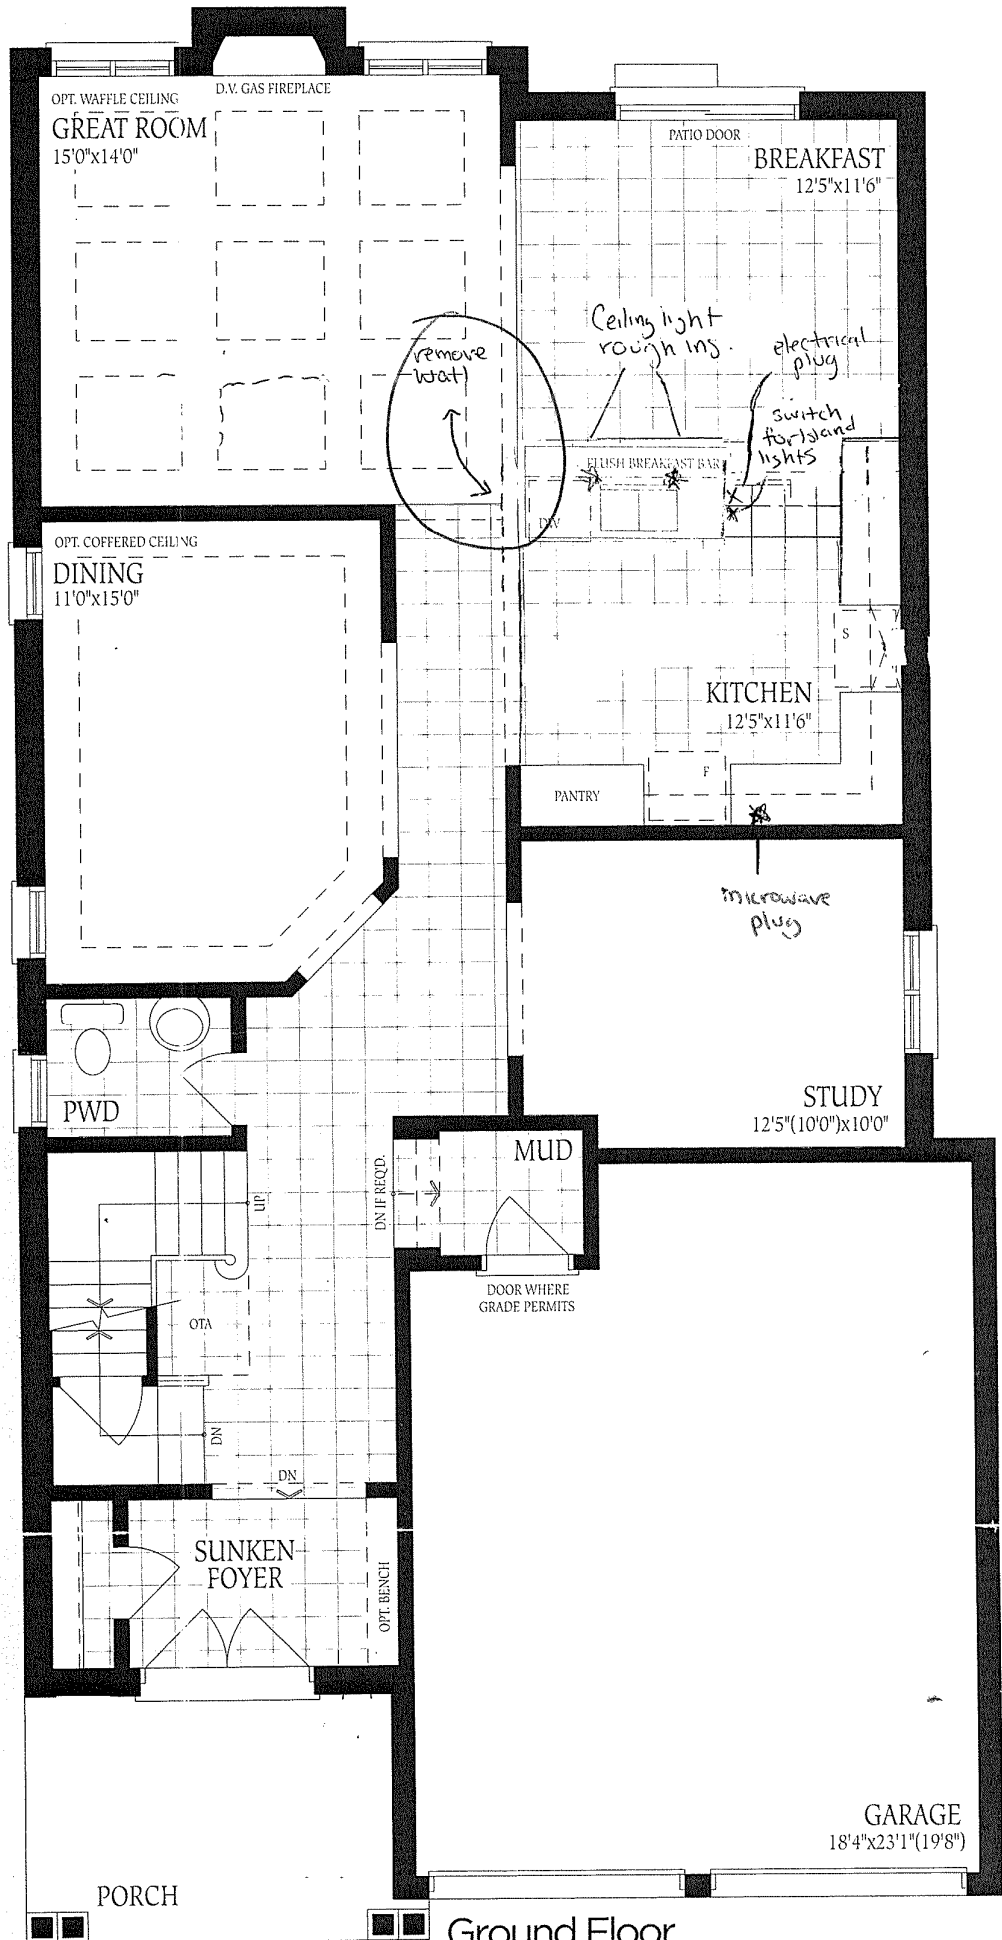 OPT. WAFFLE CEILING
GREAT ROOM
15'0"x14'0"
D.V. GAS FIREPLACE
PATIO DOOR
BREAKFAST
12'5"x11'6"
remove
wall
Ceiling light
rough ins.
electrical
plug
switch
for island
lights
FLUSH BREAKFAST BAR
DW
OPT. COFFERED CEILING
DINING
11'0"x15'0"
S
KITCHEN
12'5"x11'6"
PANTRY
F
microwave
plug
STUDY
12'5"(10'0")x10'0"
PWD
MUD
DN IF REQ'D.
UP
DOOR WHERE
GRADE PERMITS
OTA
DN
DN
SUNKEN
FOYER
OPT. BENCH
GARAGE
18'4"x23'1"(19'8")
PORCH
Ground Floor